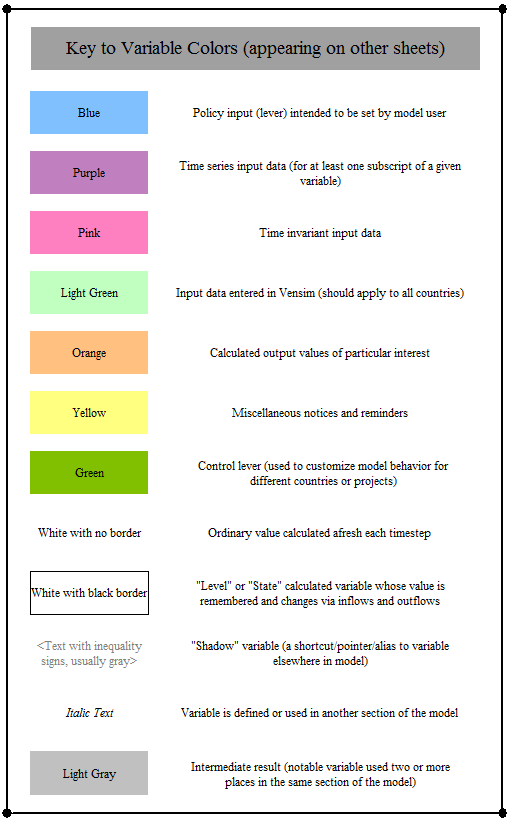 Key to Variable Colors (appearing on other sheets)
Blue
Policy input (lever) intended to be set by model user
Purple
Time series input data (for at least one subscript of a given
variable)
Pink
Time invariant input data
Light Green
Input data entered in Vensim (should apply to all countries)
Orange
Calculated output values of particular interest
Yellow
Miscellaneous notices and reminders
Green
Control lever (used to customize model behavior for
different countries or projects)
White with no border
Ordinary value calculated afresh each timestep
White with black border
"Level" or "State" calculated variable whose value is
remembered and changes via inflows and outflows
<Text with inequality
signs, usually gray>
"Shadow" variable (a shortcut/pointer/alias to variable
elsewhere in model)
Italic Text
Variable is defined or used in another section of the model
Light Gray
Intermediate result (notable variable used two or more
places in the same section of the model)